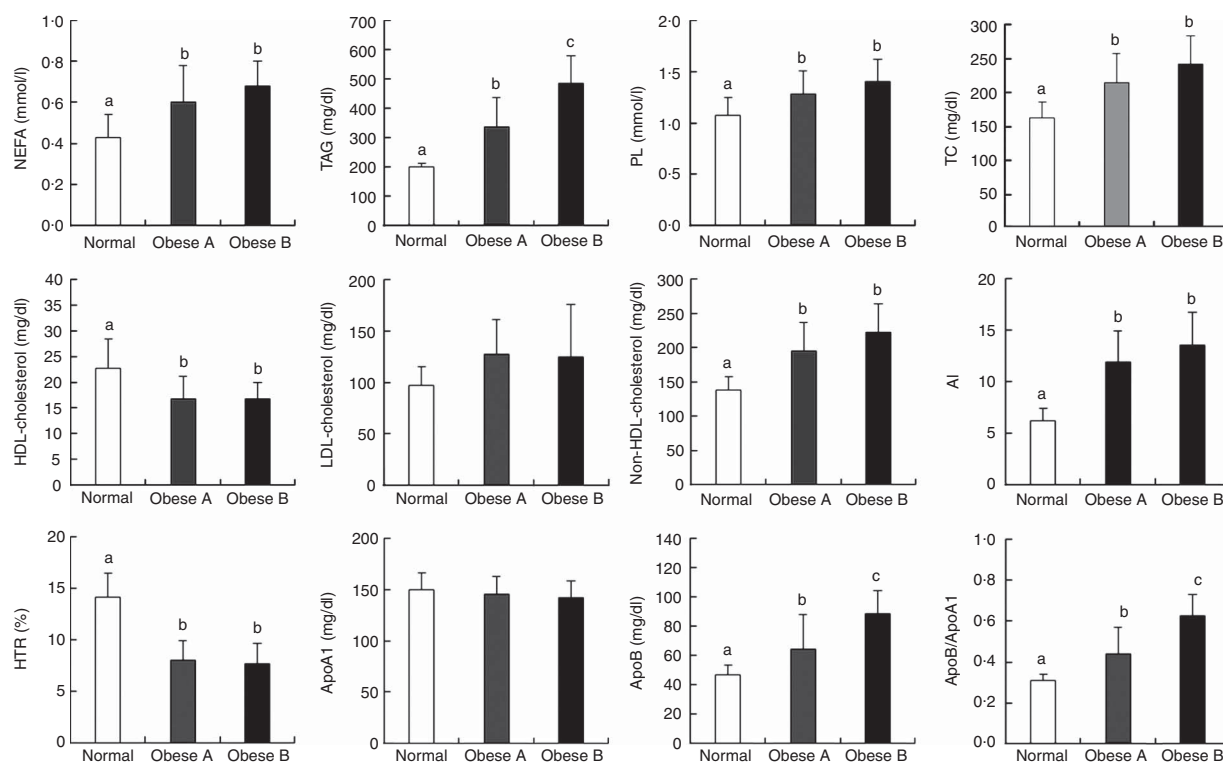 NEFA (mmol/l)
1·0
0·8
0·6
0·4
0·2
0·0
a
b
b
Normal Obese A Obese B
TAG (mg/dl)
700
600
500
400
300
200
100
0
a
b
c
Normal Obese A Obese B
PL (mmol/l)
2·0
1·5
1·0
0·5
0·0
a
b
b
Normal Obese A Obese B
TC (mg/dl)
300
250
200
150
100
50
0
a
b
b
Normal Obese A Obese B
HDL-cholesterol (mg/dl)
40
35
30
25
20
15
10
5
0
a
b
b
Normal Obese A Obese B
LDL-cholesterol (mg/dl)
200
150
100
50
0
Normal Obese A Obese B
Non-HDL-cholesterol (mg/dl)
300
250
200
150
100
50
0
a
b
b
Normal Obese A Obese B
AI
20
15
10
5
0
a
b
b
Normal Obese A Obese B
HTR (%)
20
15
10
5
0
a
b
b
Normal Obese A Obese B
ApoA1 (mg/dl)
200
150
100
50
0
Normal Obese A Obese B
ApoB (mg/dl)
140
120
100
80
60
40
20
0
a
b
c
Normal Obese A Obese B
ApoB/ApoA1
1·0
0·8
0·6
0·4
0·2
0·0
a
b
c
Normal Obese A Obese B